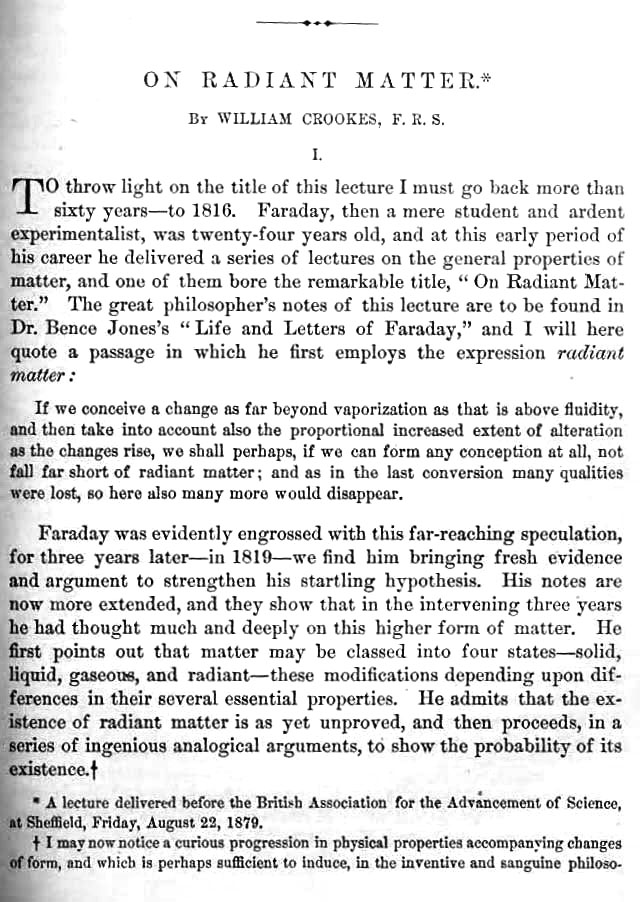 ON RADIANT MATTER.*
By WILLIAM CROOKES, F. R. S.
I.
TO throw light on the title of this lecture I must go back more than
sixty years—to 1816. Faraday, then a mere student and ardent
experimentalist, was twenty-four years old, and at this early period of
his career he delivered a series of lectures on the general properties of
matter, and one of them bore the remarkable title, “ On Radiant Mat-
ter.” The great philosopher's notes of this lecture are to be found in
Dr. Bence Jones's “ Life and Letters of Faraday,” and I will here
quote a passage in which he first employs the expression radiant
matter :
If we conceive a change as far beyond vaporization as that is above fluidity,
and then take into account also the proportional increased extent of alteration
as the changes rise, we shall perhaps, if we can form any conception at all, not
fall far short of radiant matter ; and as in the last conversion many qualities
were lost, so here also many more would disappear.
Faraday was evidently engrossed with this far-reaching speculation,
for three years later—in 1819—we find him bringing fresh evidence
and argument to strengthen his startling hypothesis. His notes are
now more extended, and they show that in the intervening three years
he had thought much and deeply on this higher form of matter. He
first points out that matter may be classed into four states—solid,
liquid, gaseous, and radiant—these modifications depending upon dif-
ferences in their several essential properties. He admits that the ex-
istence of radiant matter is as yet unproved, and then proceeds, in a
series of ingenious analogical arguments, to show the probability of its
existence.†
* A lecture delivered before the British Association for the Advancement of Science,
at Sheffield, Friday, August 22, 1879.
† I may now notice a curious progression in physical properties accompanying changes
of form, and which is perhaps sufficient to induce, in the inventive and sanguine philoso-